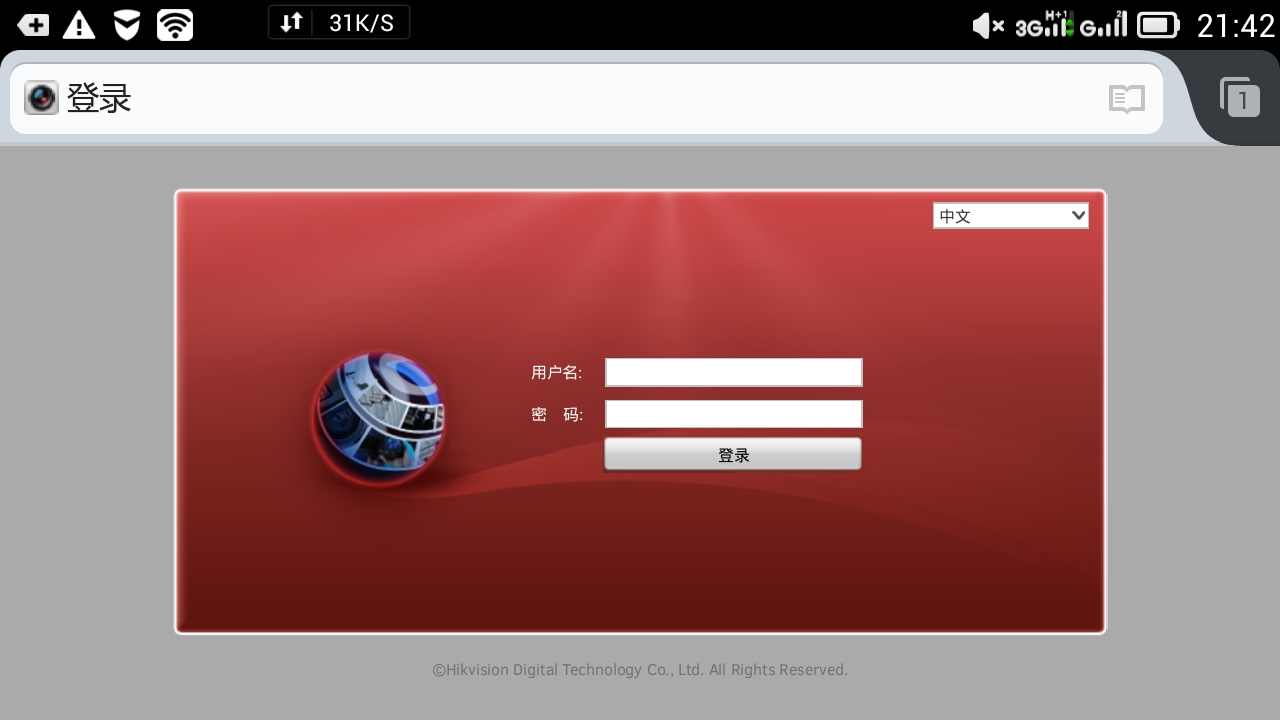 31K/S
3G H+1 G 2 21:42
登录
1
中文
用户名:
密 码:
登录
©Hikvision Digital Technology Co., Ltd. All Rights Reserved.